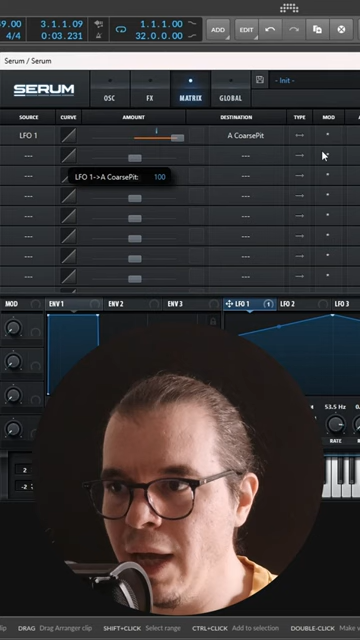 39.00
4/4
3.1.1.09
0:03.231
1.1.1.00
32.0.0.00
ADD
EDIT
Serum / Serum
SERUM
OSC
FX
MATRIX
GLOBAL
- Init -
SOURCE
CURVE
AMOUNT
DESTINATION
TYPE
MOD
LFO 1
A CoarsePit
---
---
---
LFO 1->A CoarsePit: 100
---
---
---
---
---
---
---
---
---
---
---
MOD
ENV 1
ENV 2
ENV 3
LFO 1
1
LFO 2
LFO 3
53.5 Hz
2
-2
DRAG Drag Arranger clip
SHIFT+CLICK Select range
CTRL+CLICK Add to selection
DOUBLE-CLICK Make